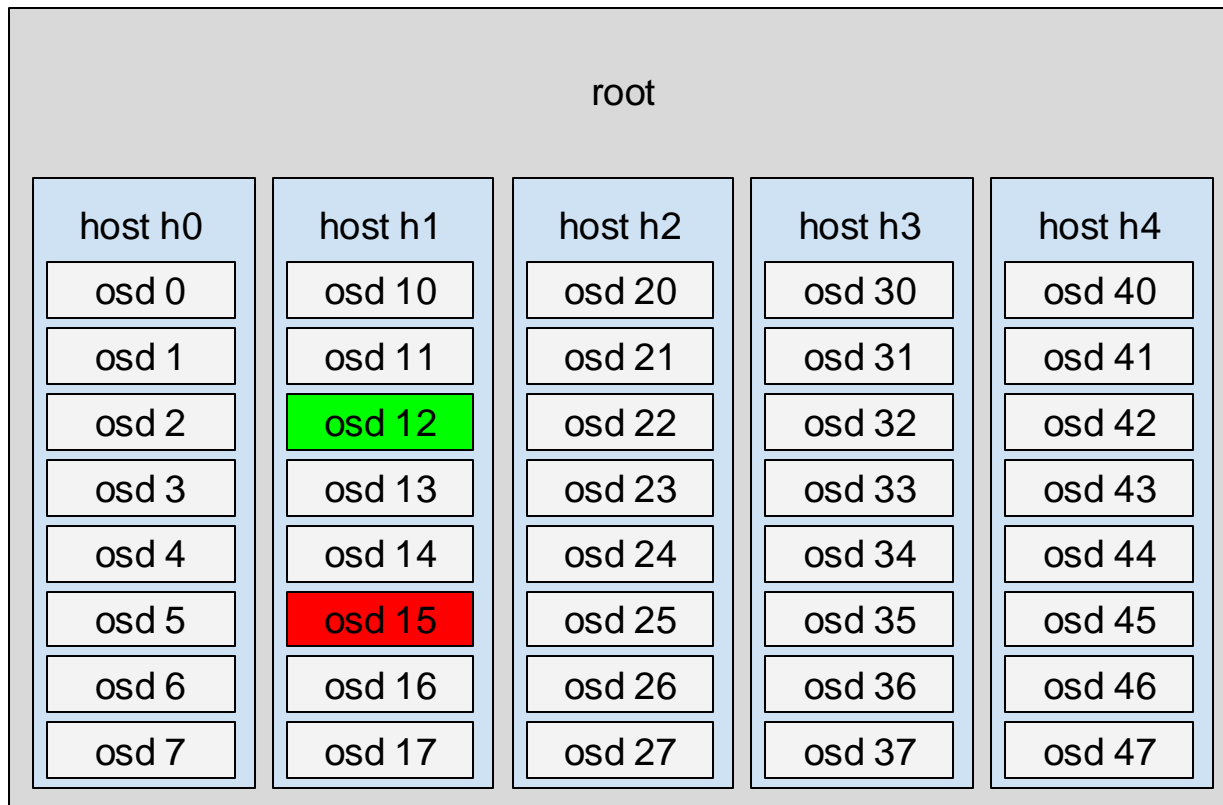 root
host h0
host h1
host h2
host h3
host h4
osd 0
osd 10
osd 20
osd 30
osd 40
osd 1
osd 11
osd 21
osd 31
osd 41
osd 2
osd 12
osd 22
osd 32
osd 42
osd 3
osd 13
osd 23
osd 33
osd 43
osd 4
osd 14
osd 24
osd 34
osd 44
osd 5
osd 15
osd 25
osd 35
osd 45
osd 6
osd 16
osd 26
osd 36
osd 46
osd 7
osd 17
osd 27
osd 37
osd 47